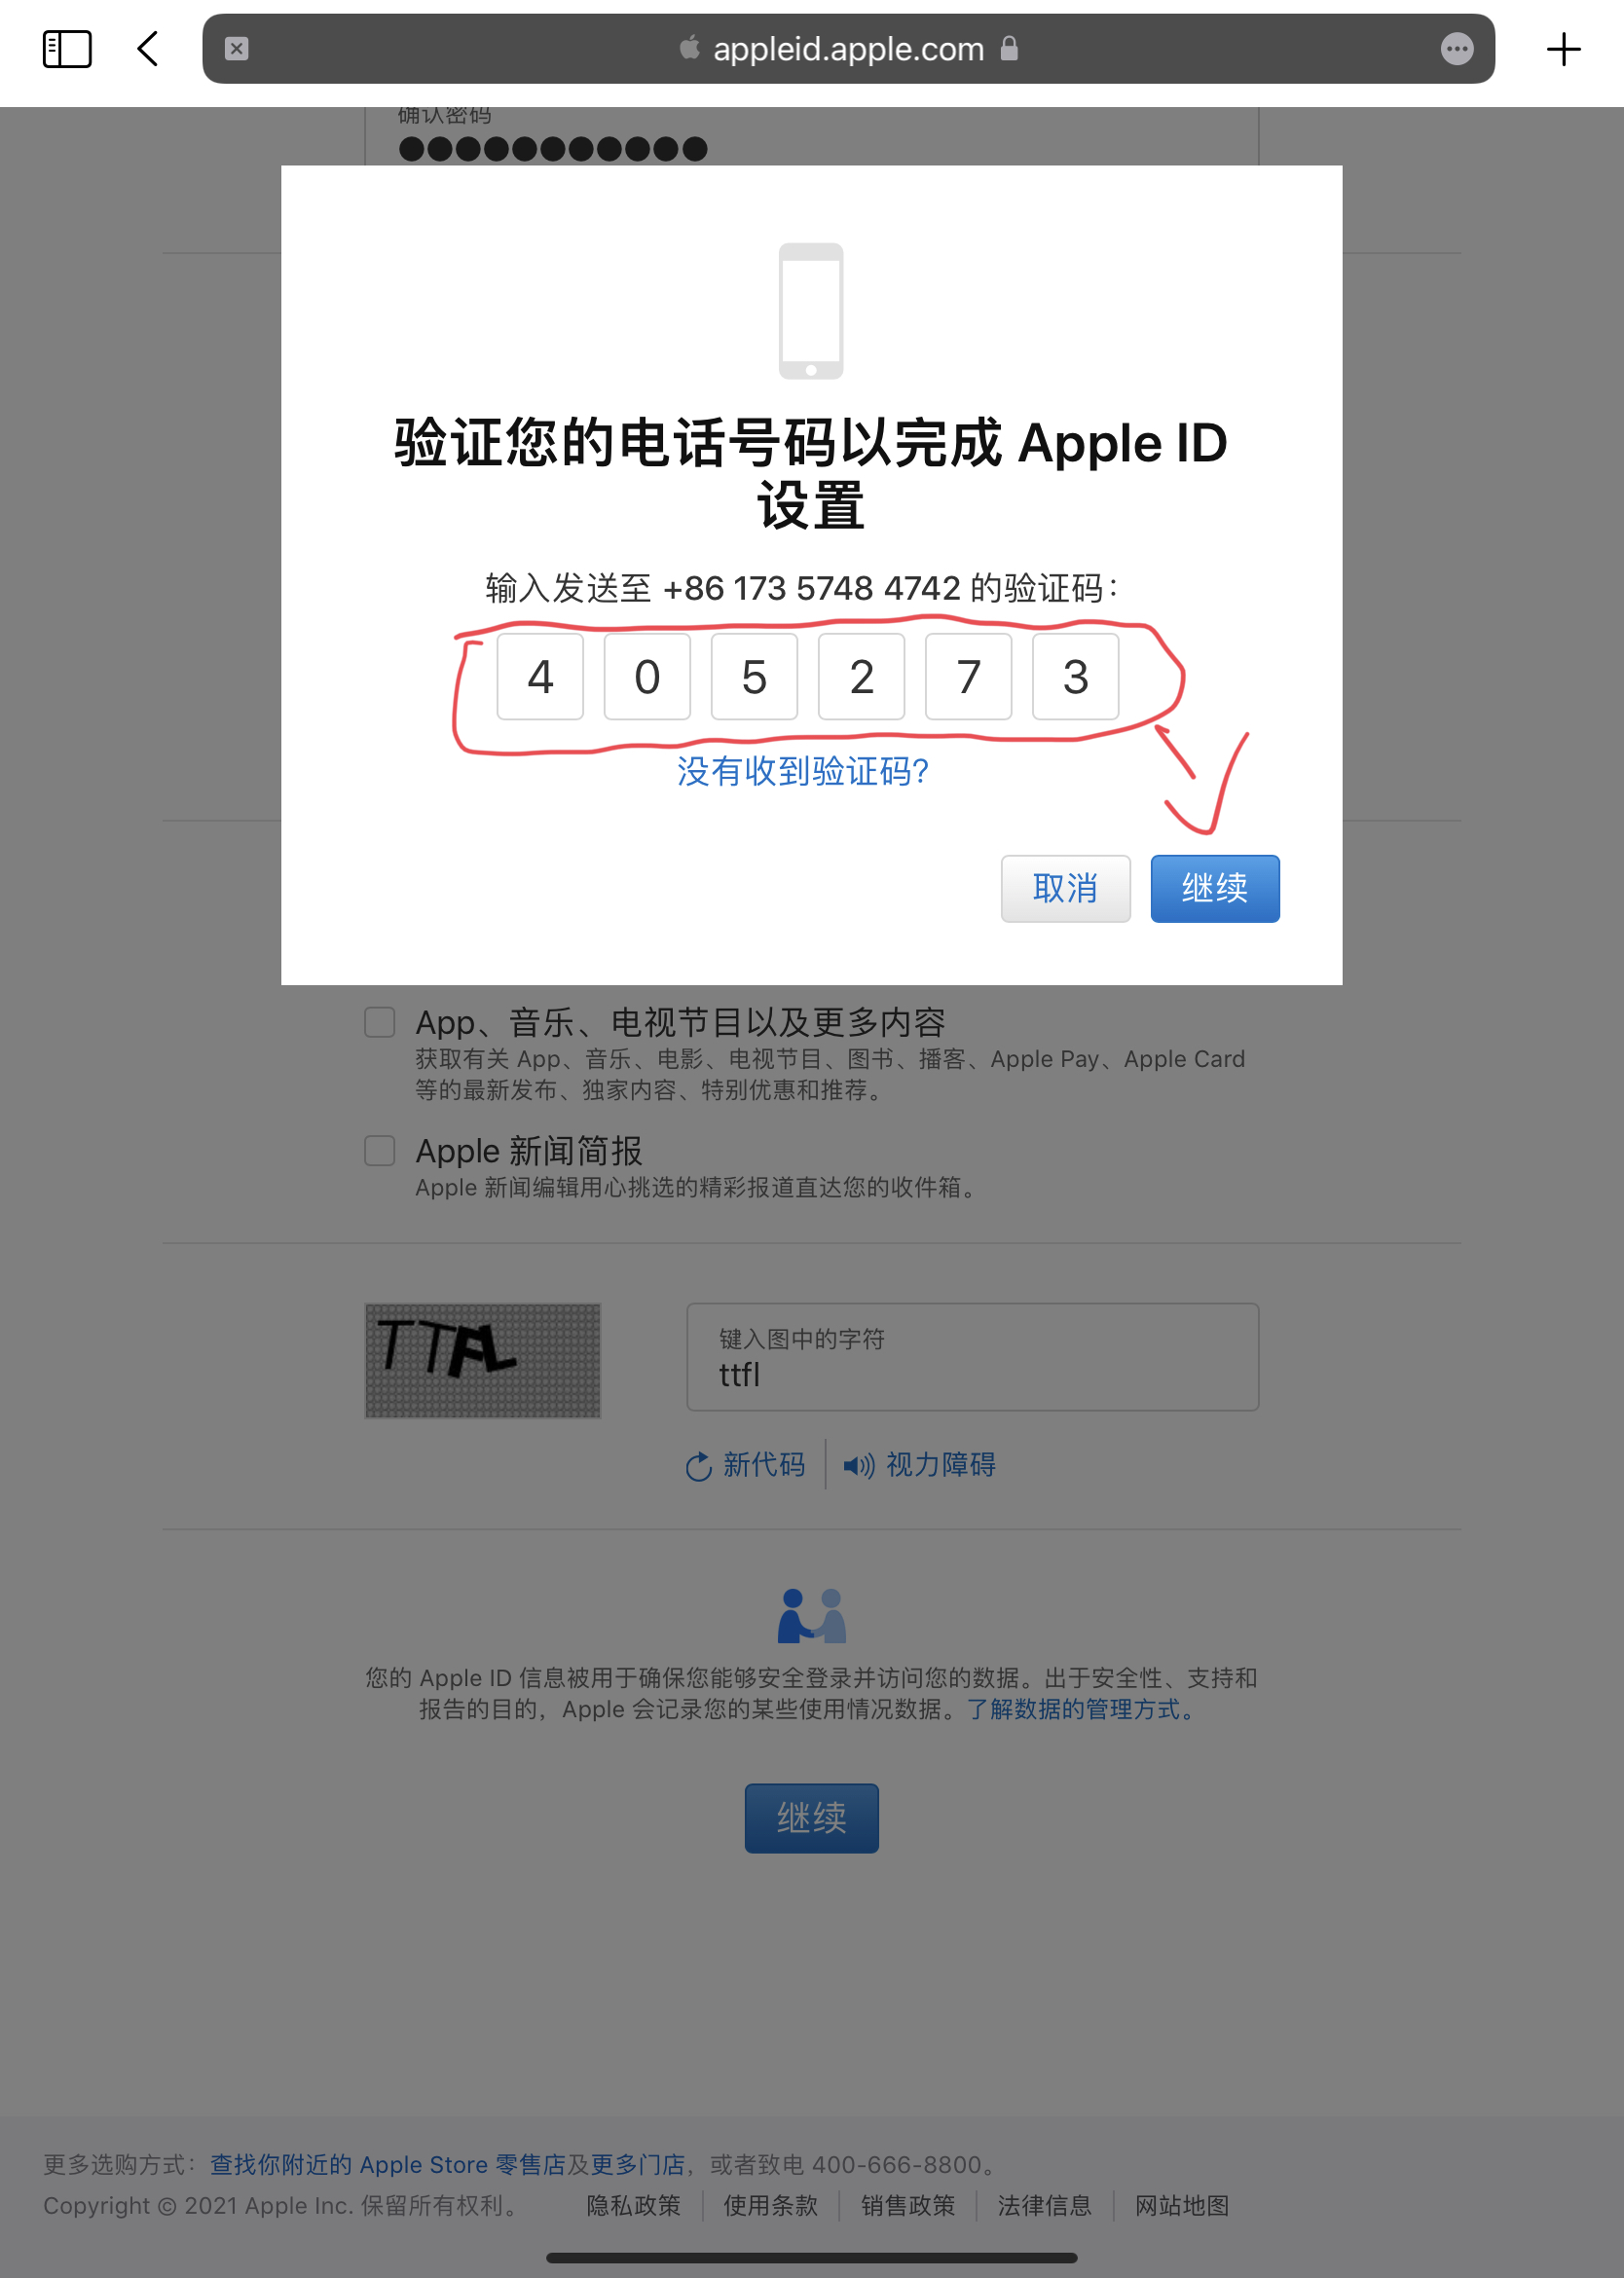 appleid.apple.com
确认密码
验证您的电话号码以完成 Apple ID
设置
输入发送至 +86 173 5748 4742 的验证码：
4 0 5 2 7 3
没有收到验证码？
取消 继续
App、音乐、电视节目以及更多内容
获取有关 App、音乐、电影、电视节目、图书、播客、Apple Pay、Apple Card
等的最新发布、独家内容、特别优惠和推荐。
Apple 新闻简报
Apple 新闻编辑用心挑选的精彩报道直达您的收件箱。
TTFL
键入图中的字符
ttfl
新代码 视力障碍
您的 Apple ID 信息被用于确保您能够安全登录并访问您的数据。出于安全性、支持和
报告的目的，Apple 会记录您的某些使用情况数据。了解数据的管理方式。
继续
更多选购方式：查找你附近的 Apple Store 零售店及更多门店，或者致电 400-666-8800。
Copyright © 2021 Apple Inc. 保留所有权利。 隐私政策 使用条款 销售政策 法律信息 网站地图